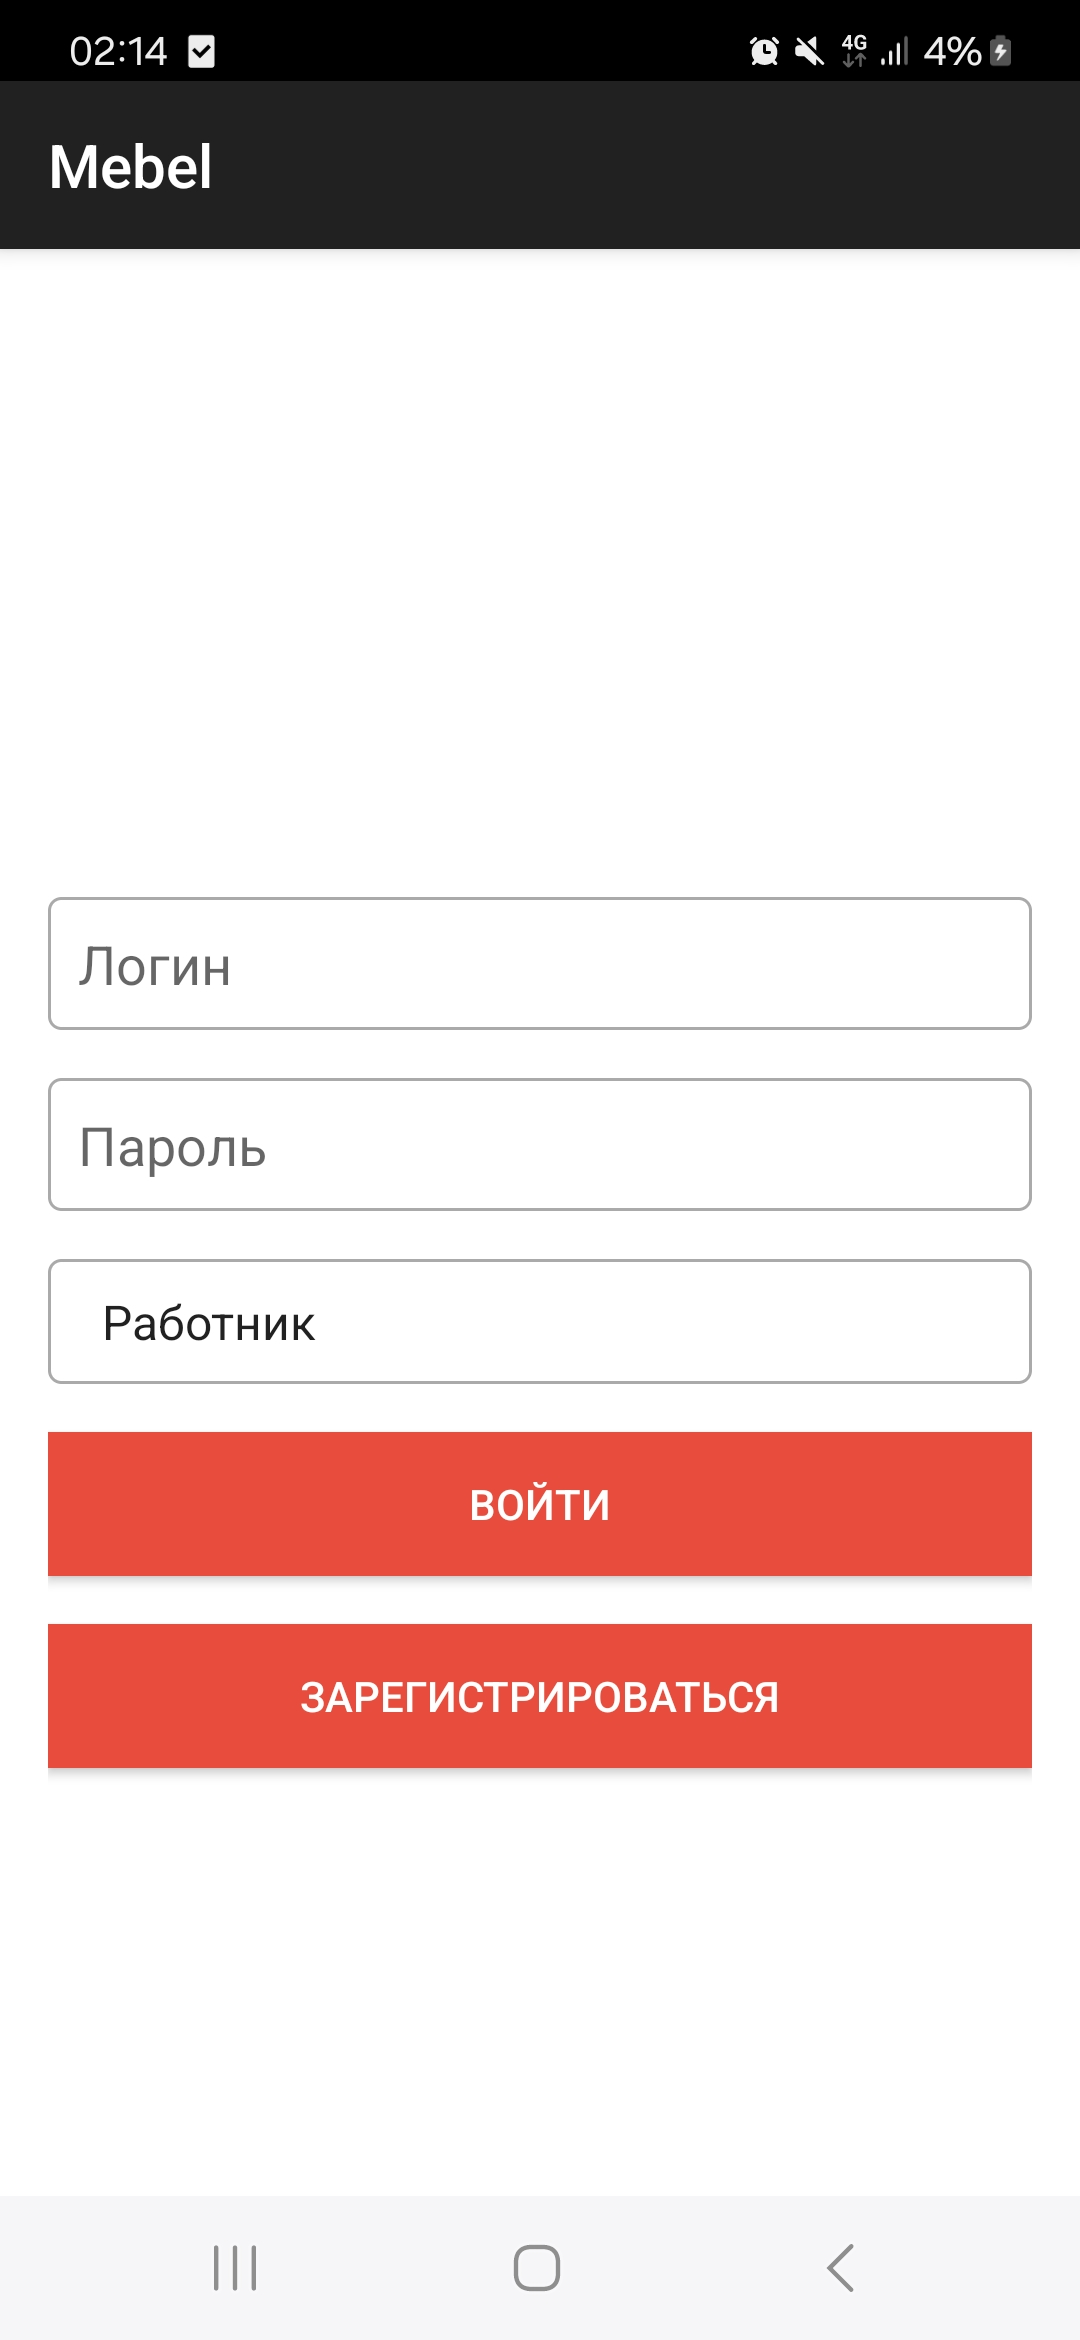 02:14 4G 4%
Mebel
Логин
Пароль
Работник
ВОЙТИ
ЗАРЕГИСТРИРОВАТЬСЯ